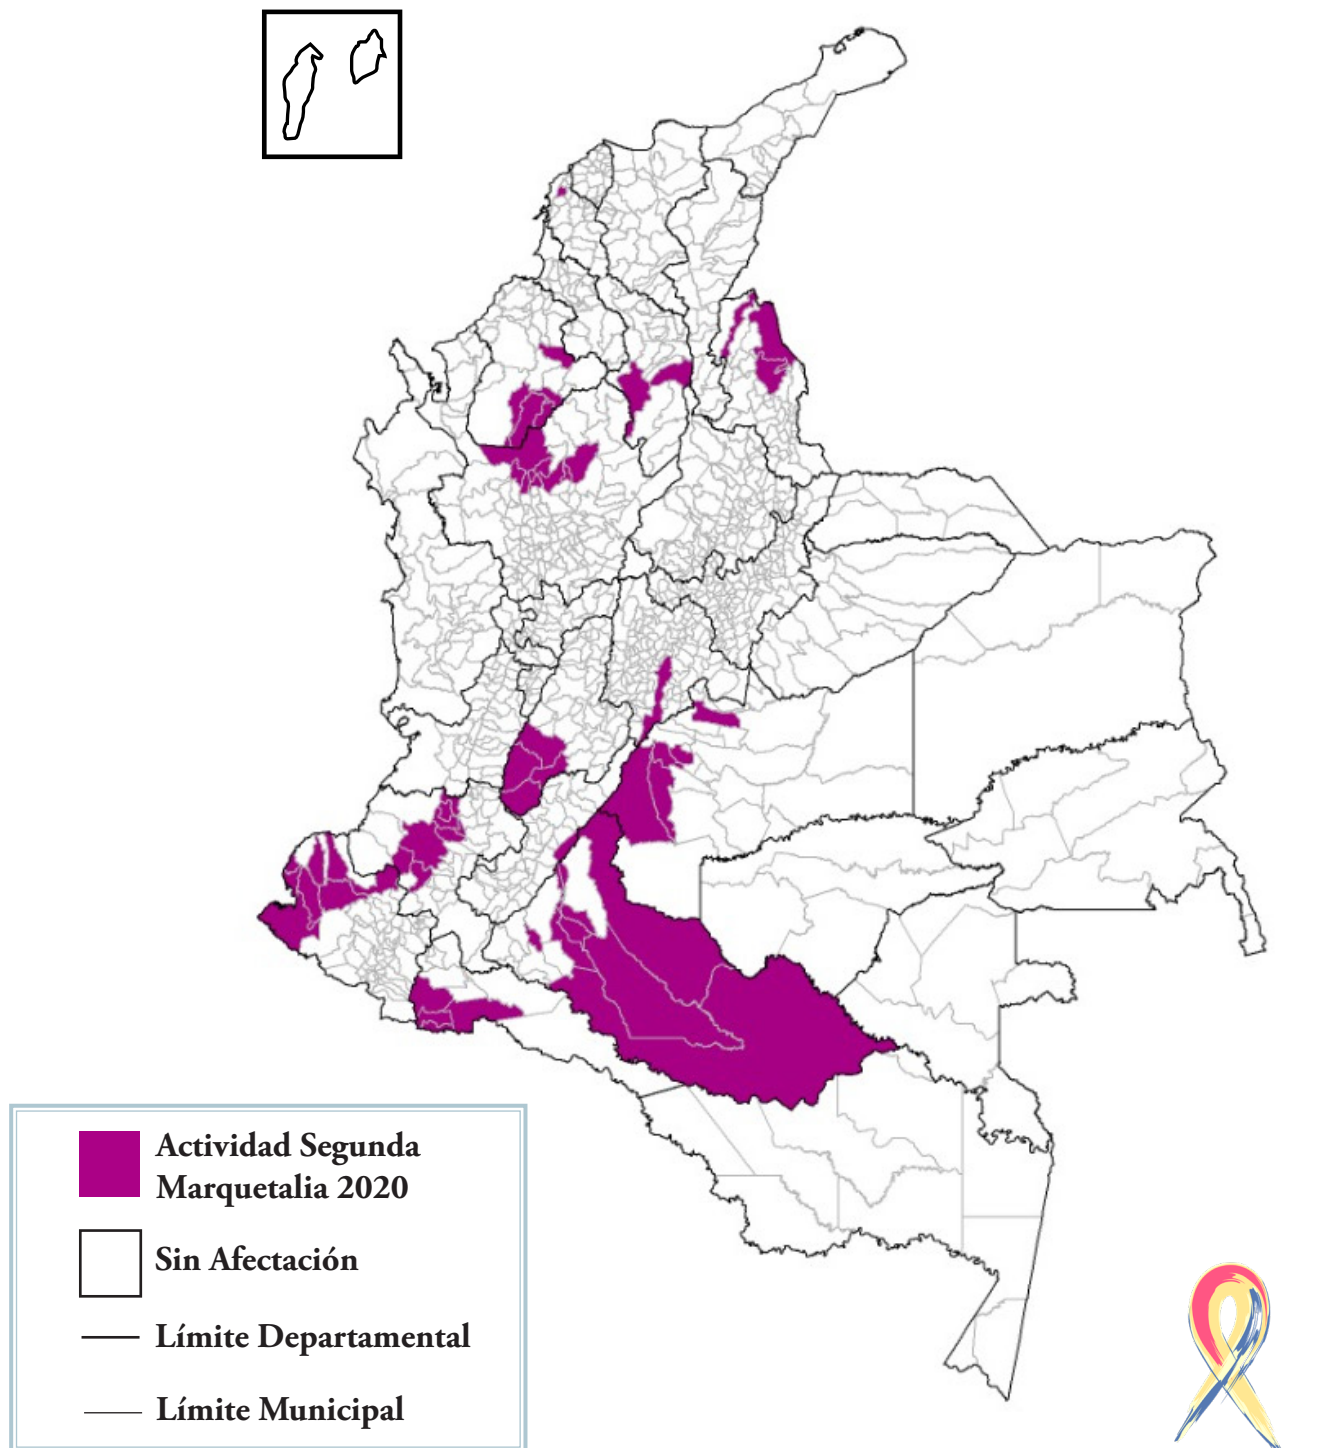 Actividad Segunda
Marquetalia 2020
Sin Afectación
Límite Departamental
Límite Municipal